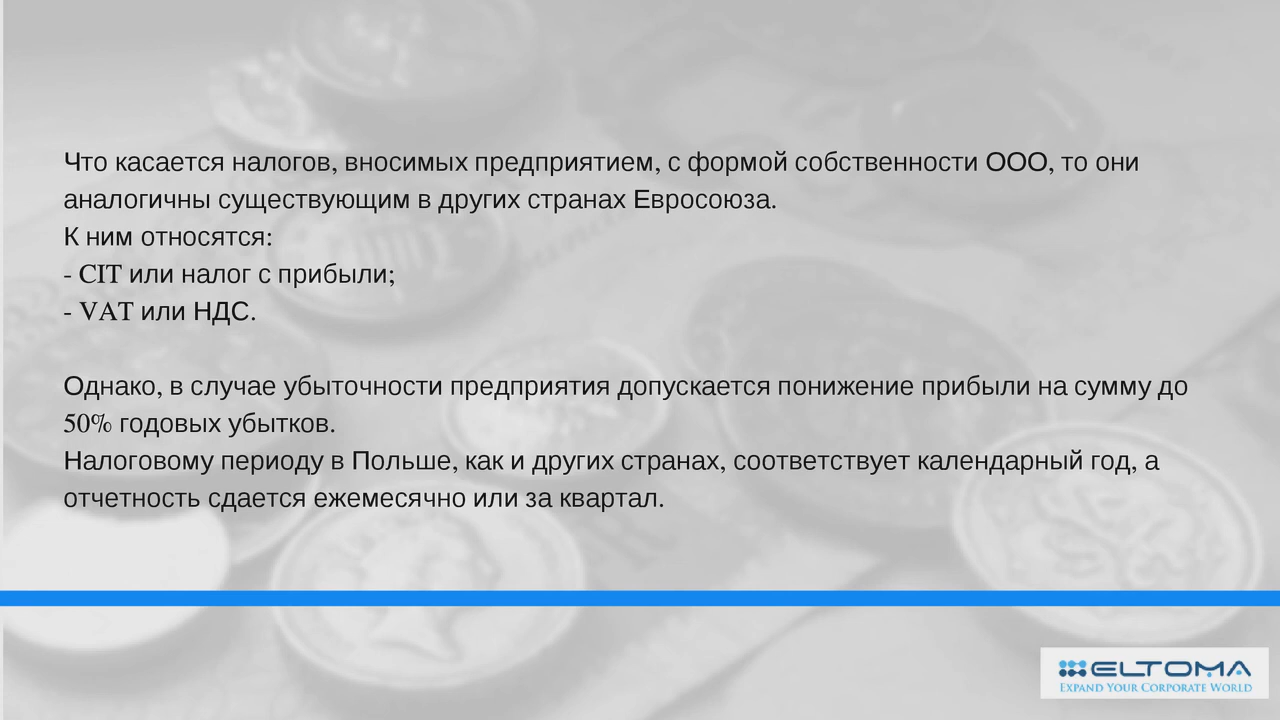 Что касается налогов, вносимых предприятием, с формой собственности ООО, то они
аналогичны существующим в других странах Евросоюза.
К ним относятся:
- CIT или налог с прибыли;
- VAT или НДС.
Однако, в случае убыточности предприятия допускается понижение прибыли на сумму до
50% годовых убытков.
Налоговому периоду в Польше, как и других странах, соответствует календарный год, а
отчетность сдается ежемесячно или за квартал.
ELTOMA
EXPAND YOUR CORPORATE WORLD